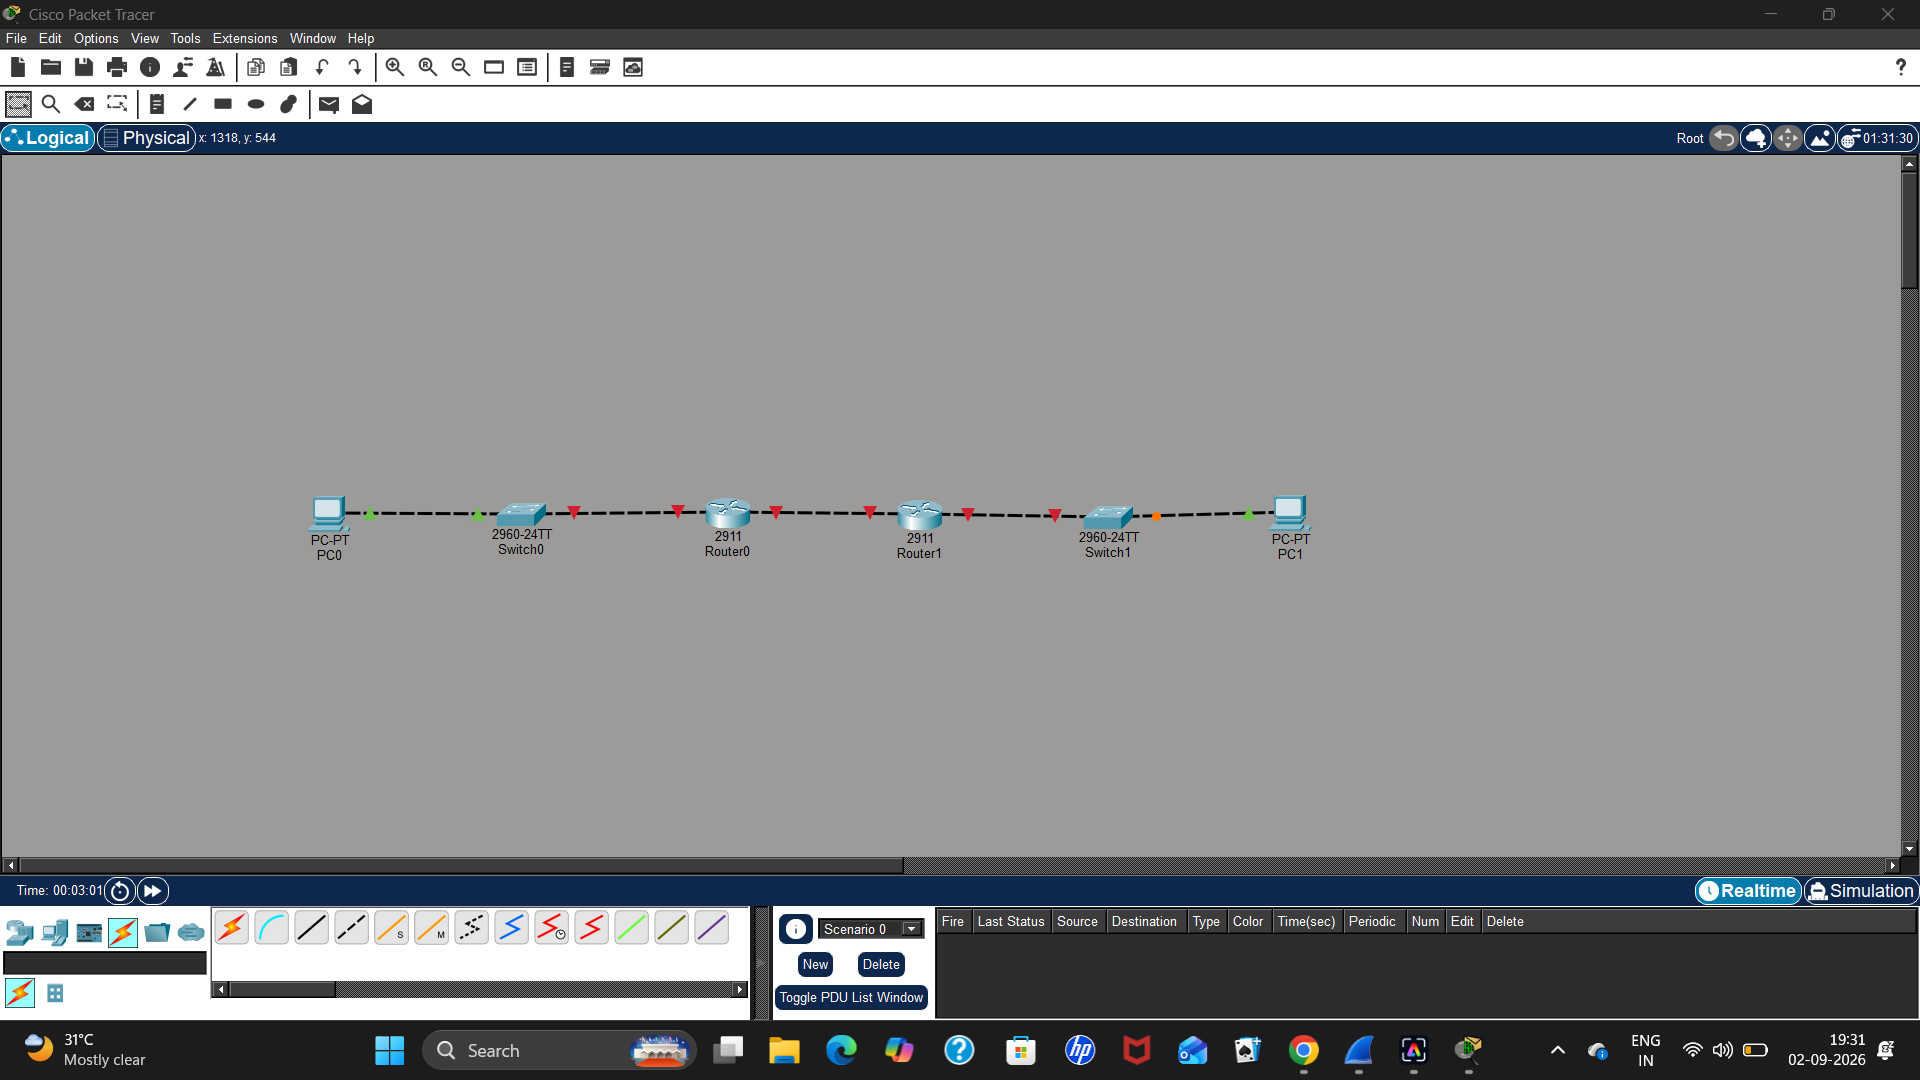 Cisco Packet Tracer
File Edit Options View Tools Extensions Window Help
?
Logical Physical x: 1318, y: 544 Root 01:31:30
PC-PT
PC0
2960-24TT
Switch0
2911
Router0
2911
Router1
2960-24TT
Switch1
PC-PT
PC1
Time: 00:03:01 Realtime Simulation
S M
Scenario 0
New Delete
Toggle PDU List Window
Fire Last Status Source Destination Type Color Time(sec) Periodic Num Edit Delete
31°C
Mostly clear
Search
hp
ENG
IN
19:31
02-09-2026